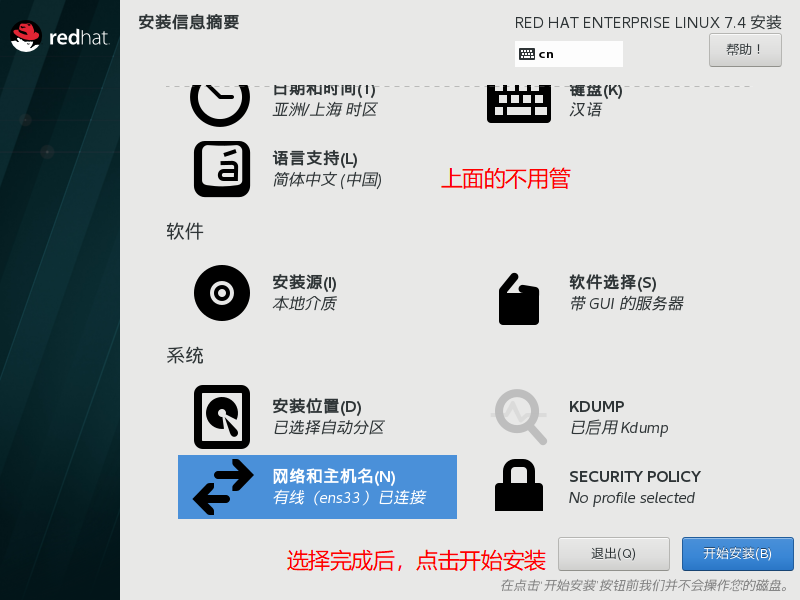 redhat.
安装信息摘要
RED HAT ENTERPRISE LINUX 7.4 安装
cn
帮助！
日期和时间(T)
亚洲/上海 时区
键盘(K)
汉语
语言支持(L)
简体中文 (中国)
上面的不用管
软件
安装源(I)
本地介质
软件选择(S)
带 GUI 的服务器
系统
安装位置(D)
已选择自动分区
KDUMP
已启用 Kdump
网络和主机名(N)
有线（ens33）已连接
SECURITY POLICY
No profile selected
选择完成后，点击开始安装
退出(Q)
开始安装(B)
在点击'开始安装'按钮前我们并不会操作您的磁盘。